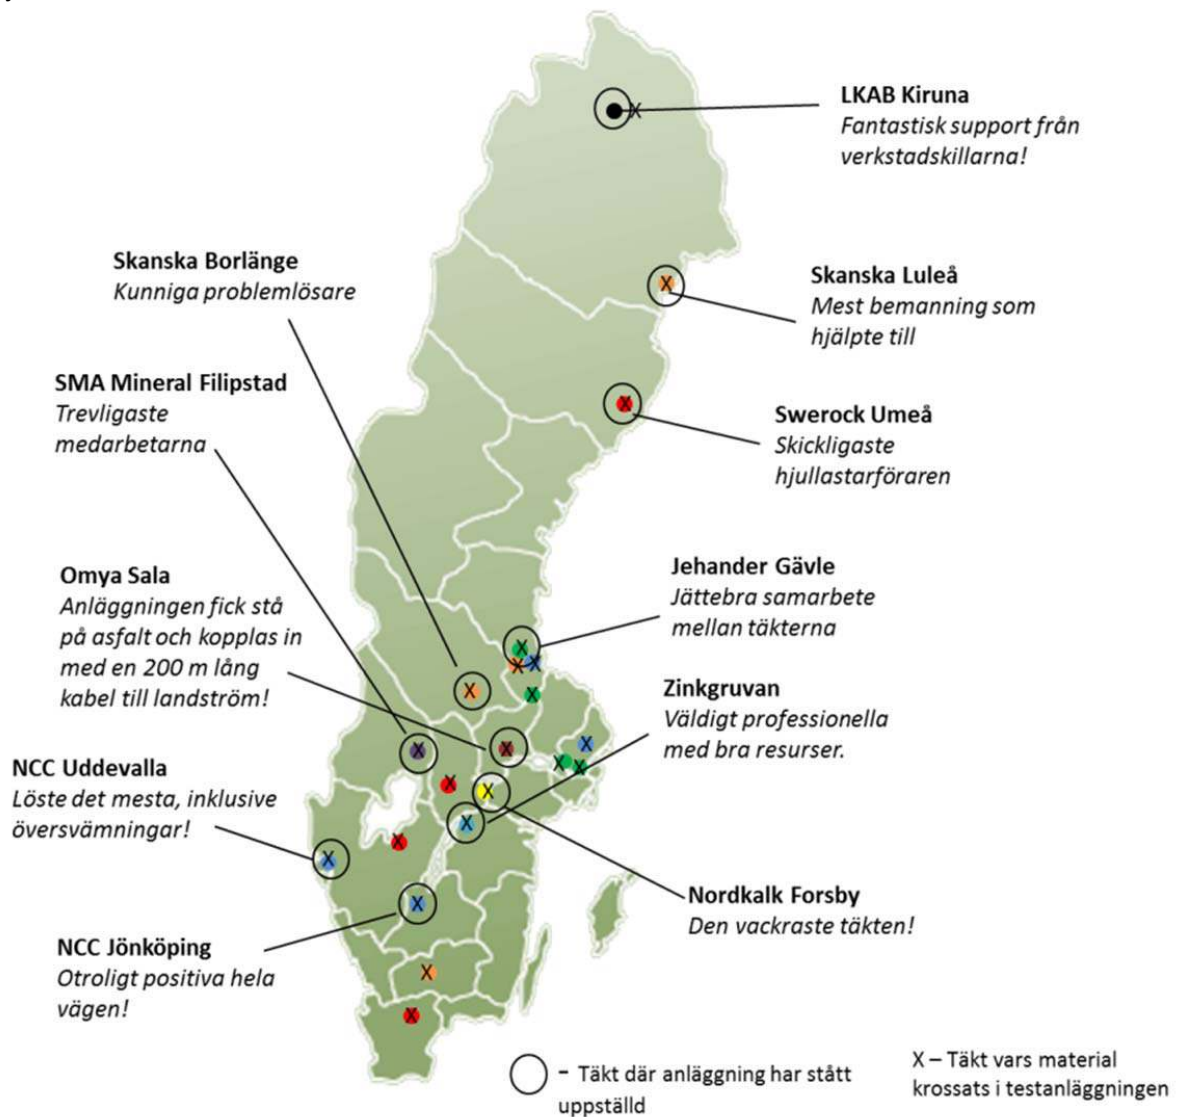 LKAB Kiruna
Fantastisk support från
verkstadskillarna!
Skanska Borlänge
Kunniga problemlösare
Skanska Luleå
Mest bemanning som
hjälpte till
SMA Mineral Filipstad
Trevligaste
medarbetarna
Swerock Umeå
Skickligaste
hjullastarföraren
Omya Sala
Anläggningen fick stå
på asfalt och kopplas in
med en 200 m lång
kabel till landström!
Jehander Gävle
Jättebra samarbete
mellan täkterna
Zinkgruvan
Väldigt professionella
med bra resurser.
NCC Uddevalla
Löste det mesta, inklusive
översvämningar!
Nordkalk Forsby
Den vackraste täkten!
NCC Jönköping
Otroligt positiva hela
vägen!
- Täkt där anläggning har stått
uppställd
X – Täkt vars material
krossats i testanläggningen